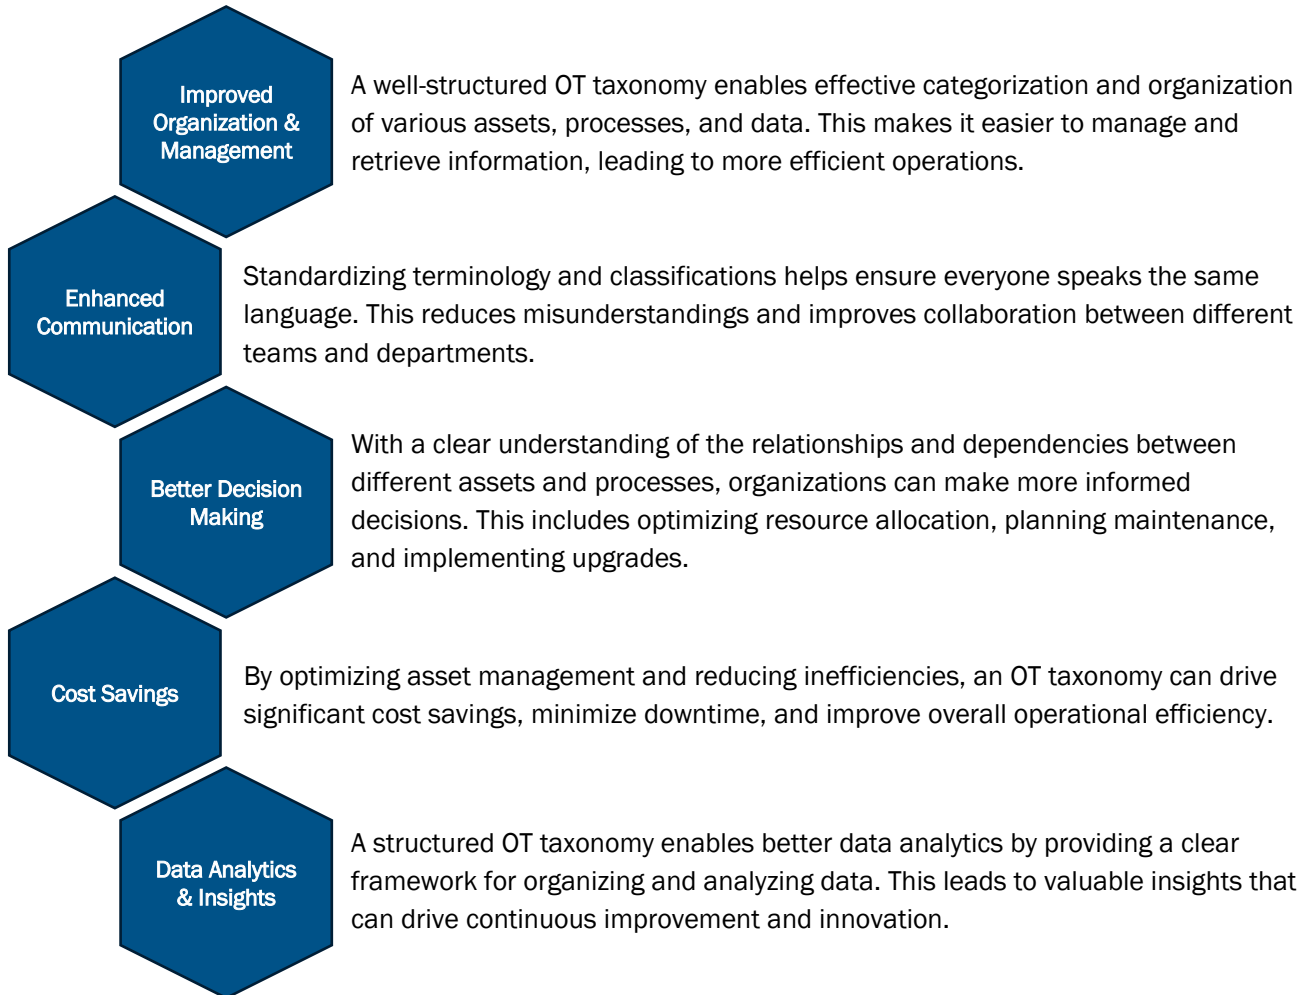 Improved
Organization &
Management
A well-structured OT taxonomy enables effective categorization and organization
of various assets, processes, and data. This makes it easier to manage and
retrieve information, leading to more efficient operations.
Enhanced
Communication
Standardizing terminology and classifications helps ensure everyone speaks the same
language. This reduces misunderstandings and improves collaboration between different
teams and departments.
Better Decision
Making
With a clear understanding of the relationships and dependencies between
different assets and processes, organizations can make more informed
decisions. This includes optimizing resource allocation, planning maintenance,
and implementing upgrades.
Cost Savings
By optimizing asset management and reducing inefficiencies, an OT taxonomy can drive
significant cost savings, minimize downtime, and improve overall operational efficiency.
Data Analytics
& Insights
A structured OT taxonomy enables better data analytics by providing a clear
framework for organizing and analyzing data. This leads to valuable insights that
can drive continuous improvement and innovation.